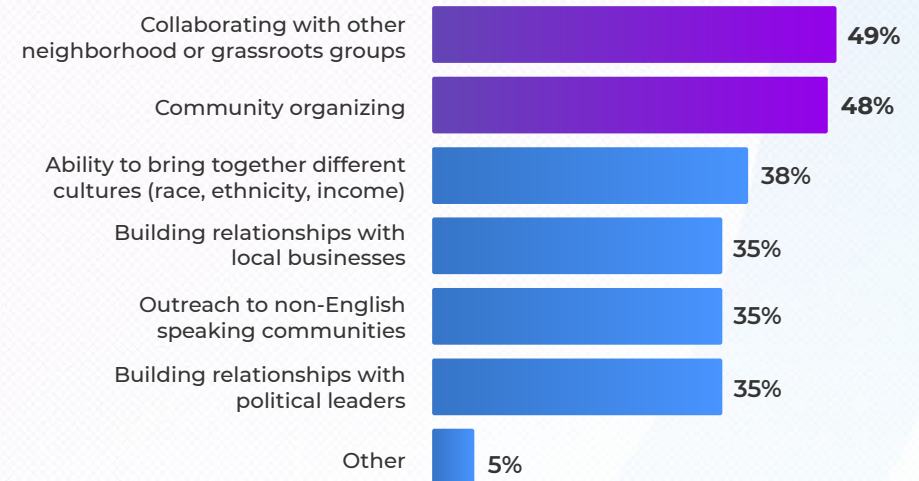 Collaborating with other
neighborhood or grassroots groups
49%
Community organizing
48%
Ability to bring together different
cultures (race, ethnicity, income)
38%
Building relationships with
local businesses
35%
Outreach to non-English
speaking communities
35%
Building relationships with
political leaders
35%
Other
5%